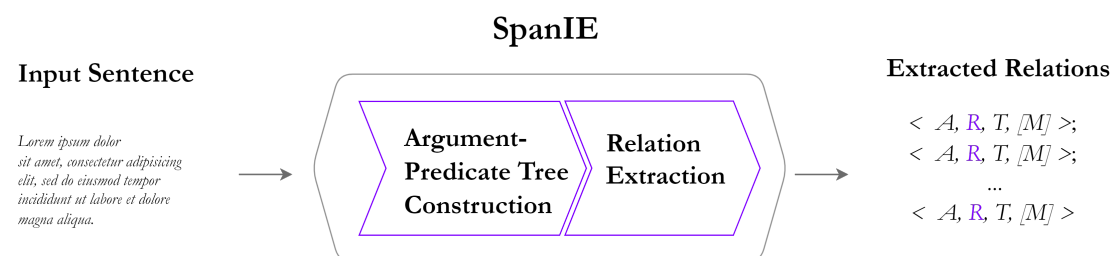 SpanIE
Input Sentence
Lorem ipsum dolor
sit amet, consectetur adipisicing
elit, sed do eiusmod tempor
incididunt ut labore et dolore
magna aliqua.
Argument-
Predicate Tree
Construction
Relation
Extraction
Extracted Relations
< A, R, T, [M] >;
< A, R, T, [M] >;
...
< A, R, T, [M] >